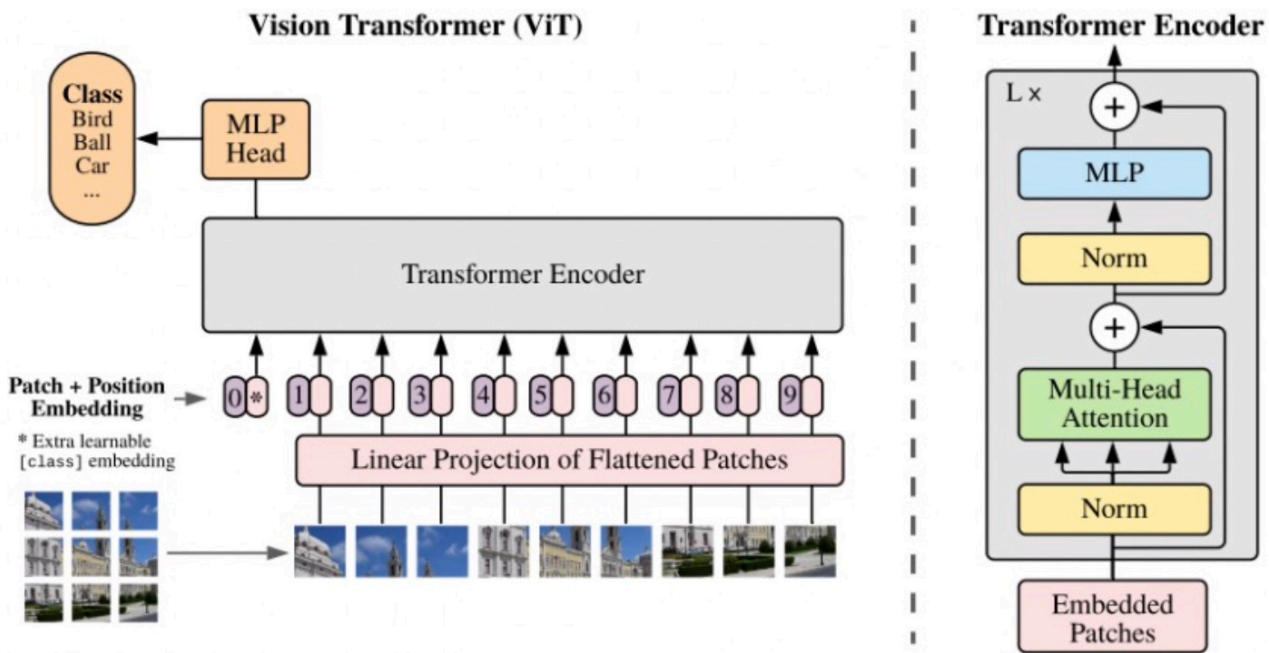 Vision Transformer (ViT)
Class
Bird
Ball
Car
...
MLP
Head
Transformer Encoder
Patch + Position
Embedding
0 * 1 2 3 4 5 6 7 8 9
* Extra learnable
[class] embedding
Linear Projection of Flattened Patches
Transformer Encoder
L x
+
MLP
Norm
+
Multi-Head
Attention
Norm
Embedded
Patches